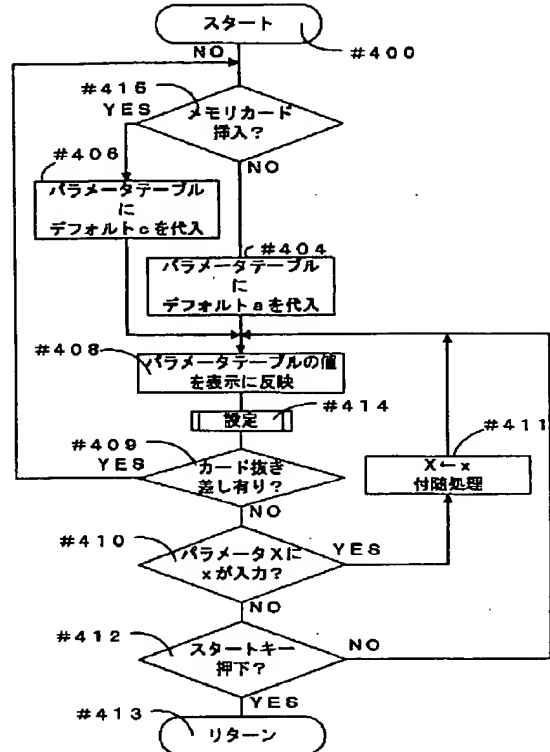 スタート
#400
NO
#415
YES
メモリカード
挿入?
#406
NO
パラメータテーブル
に
デフォルトcを代入
#404
パラメータテーブル
に
デフォルトaを代入
#408
パラメータテーブルの値
を表示に反映
設定
#414
#409
YES
カード抜き
差し有り?
#411
X←x
付随処理
NO
#410
パラメータXに
xが入力?
YES
NO
#412
スタートキー
押下?
NO
YES
#413
リターン